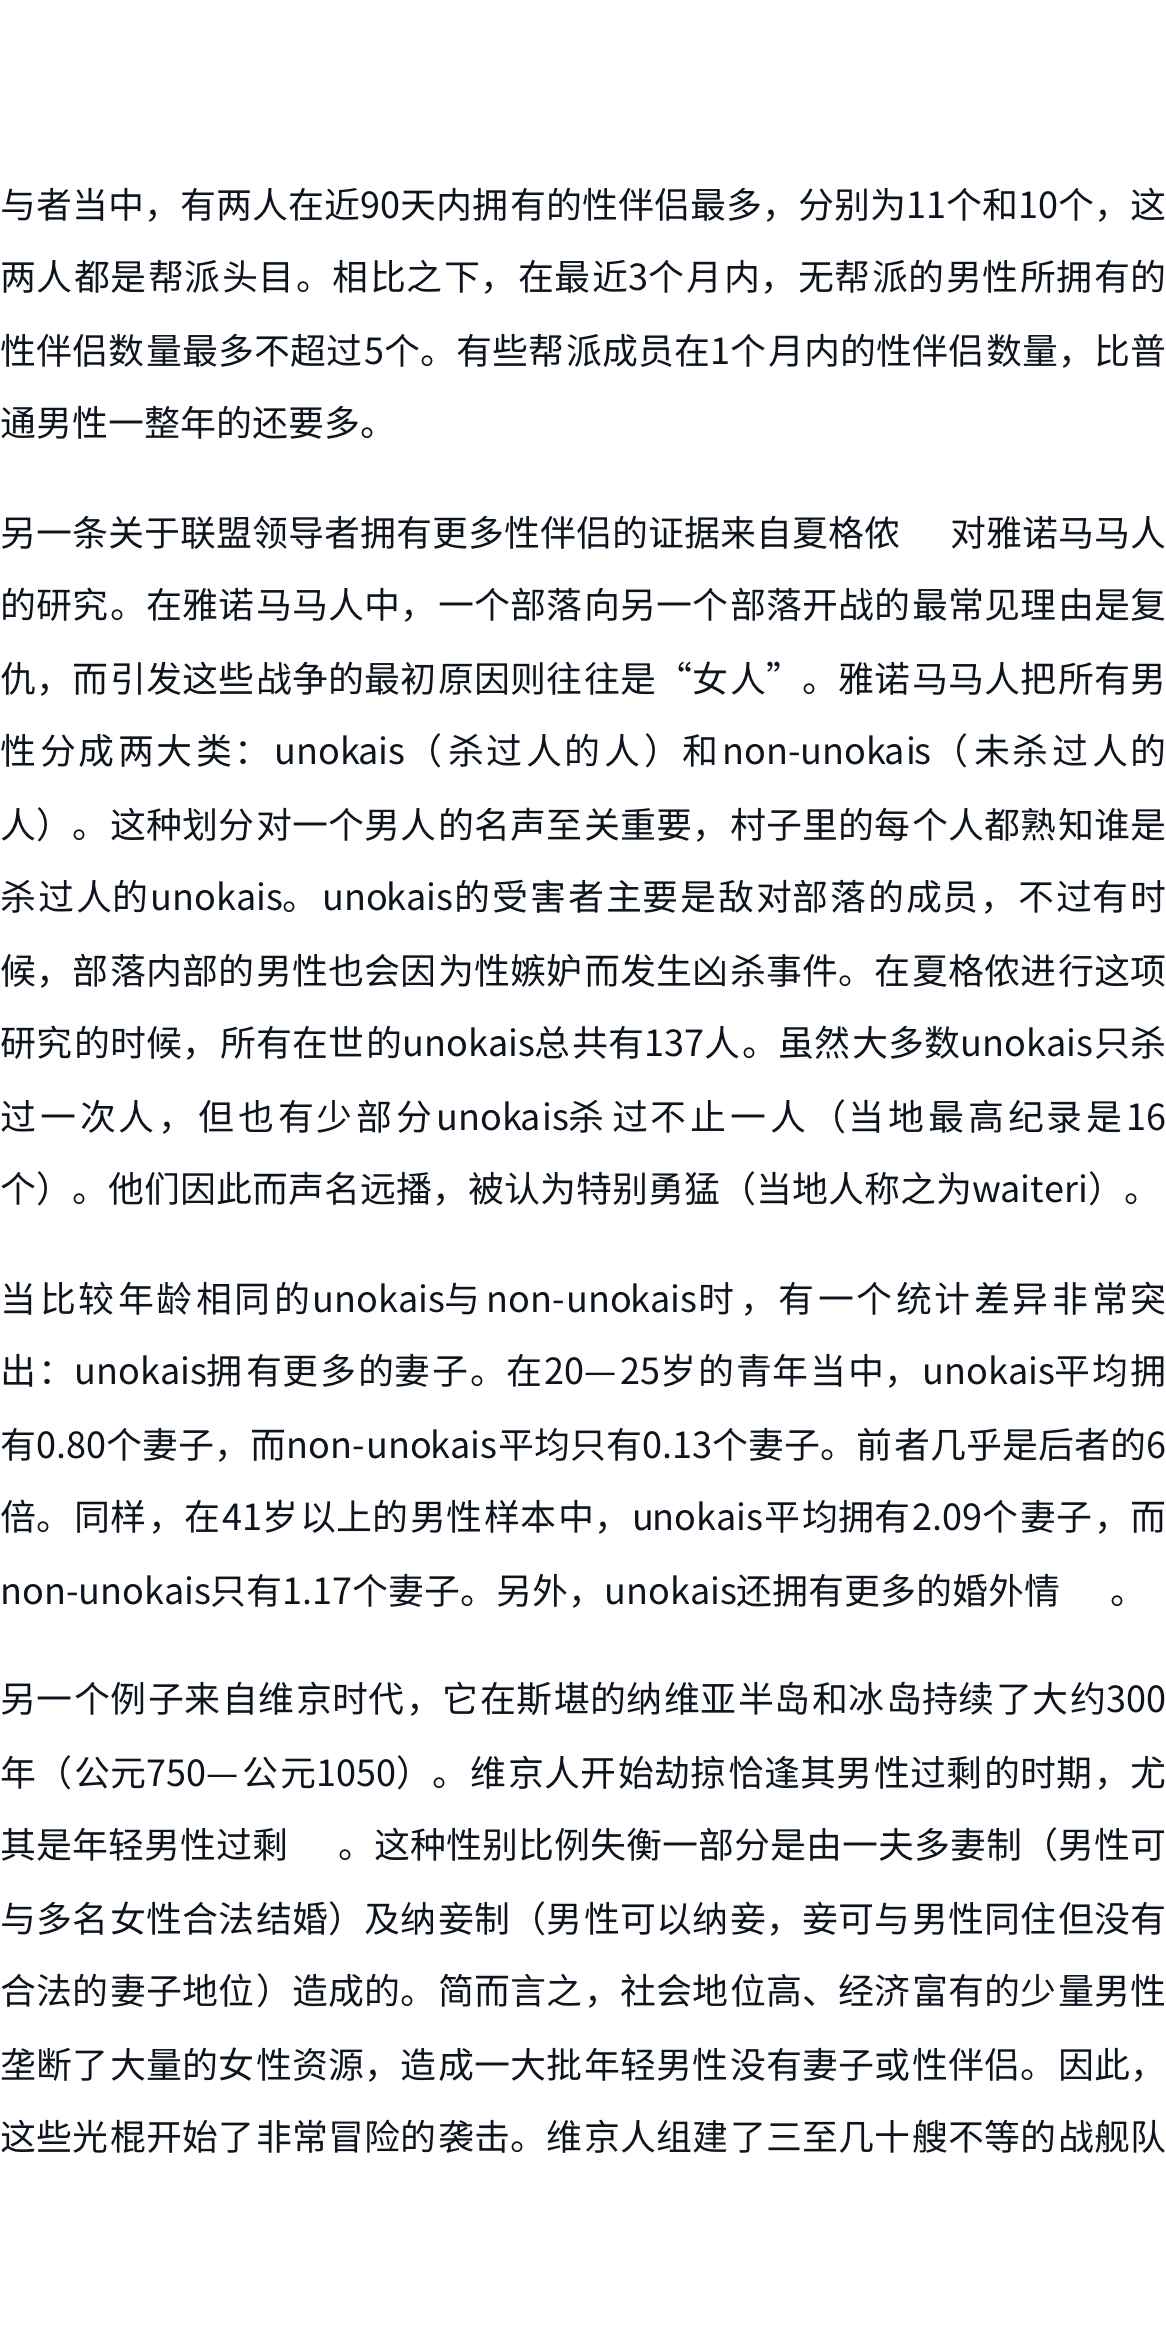 与者当中，有两人在近90天内拥有的性伴侣最多，分别为11个和10个，这
两人都是帮派头目。相比之下，在最近3个月内，无帮派的男性所拥有的
性伴侣数量最多不超过5个。有些帮派成员在1个月内的性伴侣数量，比普
通男性一整年的还要多。
另一条关于联盟领导者拥有更多性伴侣的证据来自夏格侬 对雅诺马马人
的研究。在雅诺马马人中，一个部落向另一个部落开战的最常见理由是复
仇，而引发这些战争的最初原因则往往是“女人”。雅诺马马人把所有男
性分成两大类：unokais（杀过人的人）和non-unokais（未杀过人的
人）。这种划分对一个男人的名声至关重要，村子里的每个人都熟知谁是
杀过人的unokais。unokais的受害者主要是敌对部落的成员，不过有时
候，部落内部的男性也会因为性嫉妒而发生凶杀事件。在夏格侬进行这项
研究的时候，所有在世的unokais总共有137人。虽然大多数unokais只杀
过一次人，但也有少部分unokais杀过不止一人（当地最高纪录是16
个）。他们因此而声名远播，被认为特别勇猛（当地人称之为waiteri）。
当比较年龄相同的unokais与non-unokais时，有一个统计差异非常突
出：unokais拥有更多的妻子。在20—25岁的青年当中，unokais平均拥
有0.80个妻子，而non-unokais平均只有0.13个妻子。前者几乎是后者的6
倍。同样，在41岁以上的男性样本中，unokais平均拥有2.09个妻子，而
non-unokais只有1.17个妻子。另外，unokais还拥有更多的婚外情 。
另一个例子来自维京时代，它在斯堪的纳维亚半岛和冰岛持续了大约300
年（公元750—公元1050）。维京人开始劫掠恰逢其男性过剩的时期，尤
其是年轻男性过剩 。这种性别比例失衡一部分是由一夫多妻制（男性可
与多名女性合法结婚）及纳妾制（男性可以纳妾，妾可与男性同住但没有
合法的妻子地位）造成的。简而言之，社会地位高、经济富有的少量男性
垄断了大量的女性资源，造成一大批年轻男性没有妻子或性伴侣。因此，
这些光棍开始了非常冒险的袭击。维京人组建了三至几十艘不等的战舰队